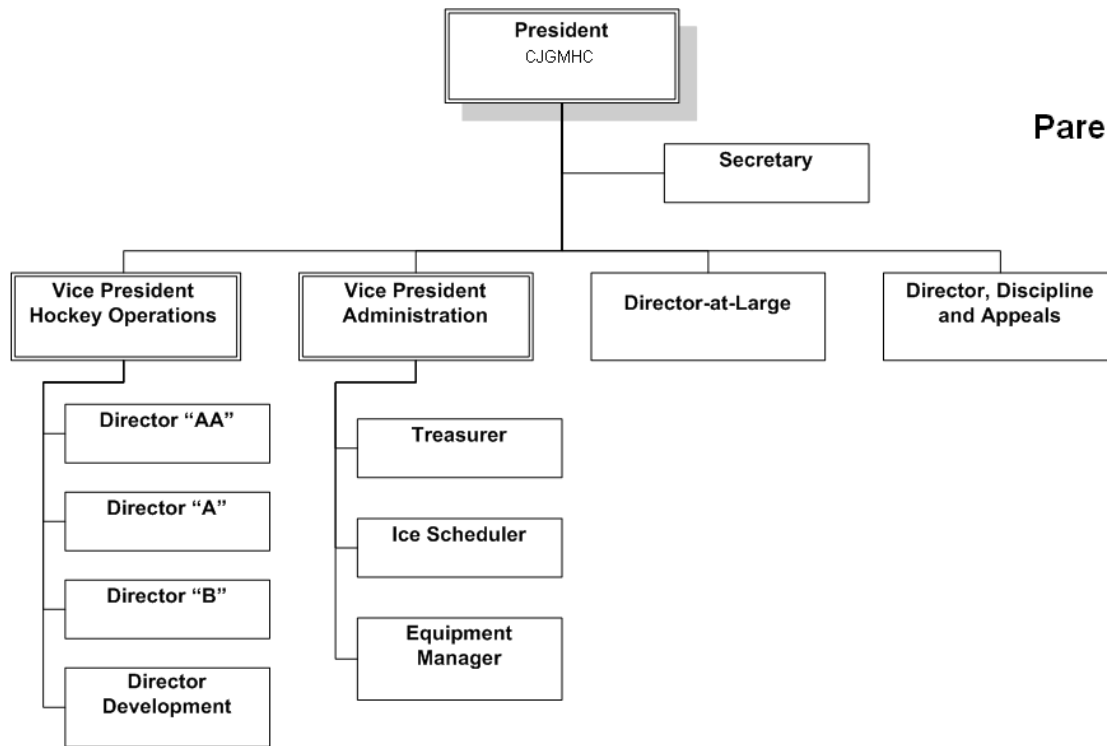 President
CJGMHC
Pare
Secretary
Vice President
Hockey Operations
Vice President
Administration
Director-at-Large
Director, Discipline
and Appeals
Director “AA”
Treasurer
Director “A”
Ice Scheduler
Director “B”
Equipment
Manager
Director
Development